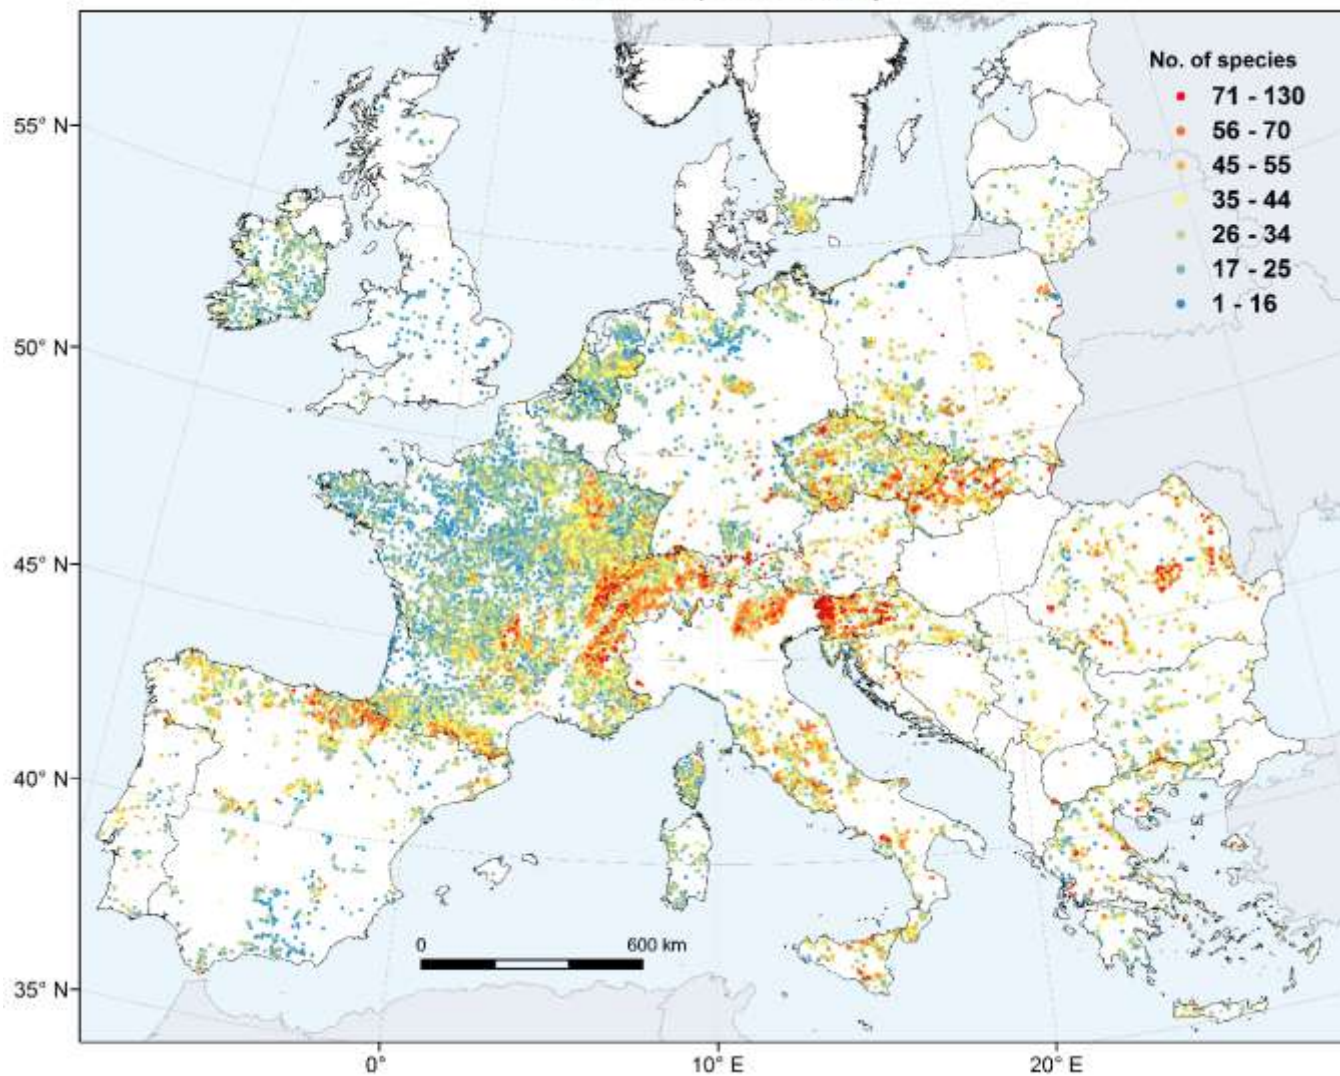 No. of species
71 - 130
56 - 70
45 - 55
35 - 44
26 - 34
17 - 25
1 - 16
55° N
50° N
45° N
40° N
35° N
0 600 km
0° 10° E 20° E